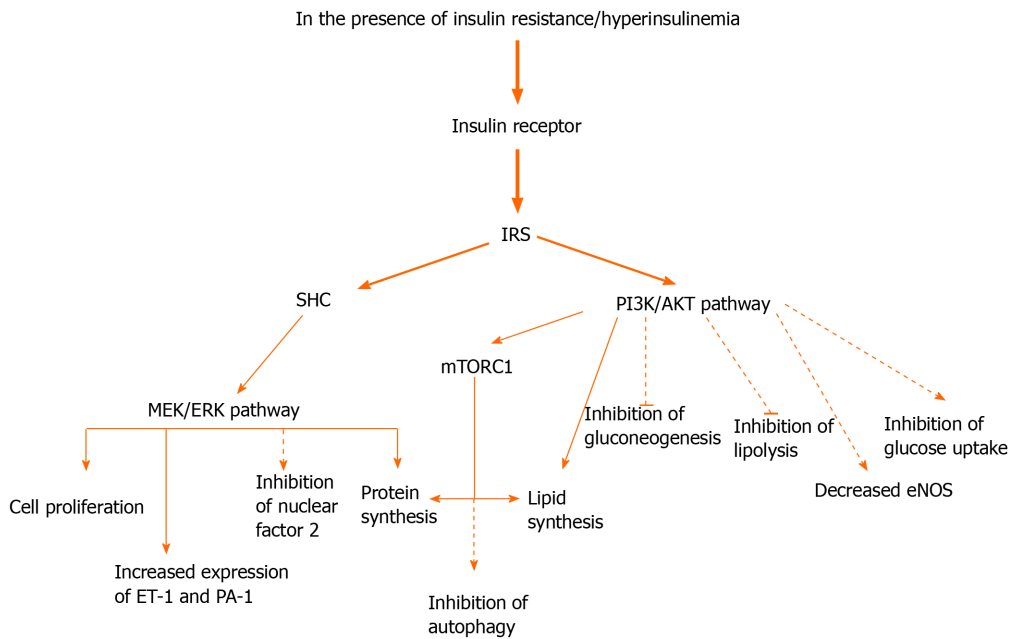 In the presence of insulin resistance/hyperinsulinemia
Insulin receptor
IRS
SHC
PI3K/AKT pathway
mTORC1
MEK/ERK pathway
Inhibition of
gluconeogenesis
Inhibition of
lipolysis
Inhibition of
glucose uptake
Cell proliferation
Inhibition
of nuclear
factor 2
Protein
synthesis
Lipid
synthesis
Decreased eNOS
Increased expression
of ET-1 and PA-1
Inhibition of
autophagy